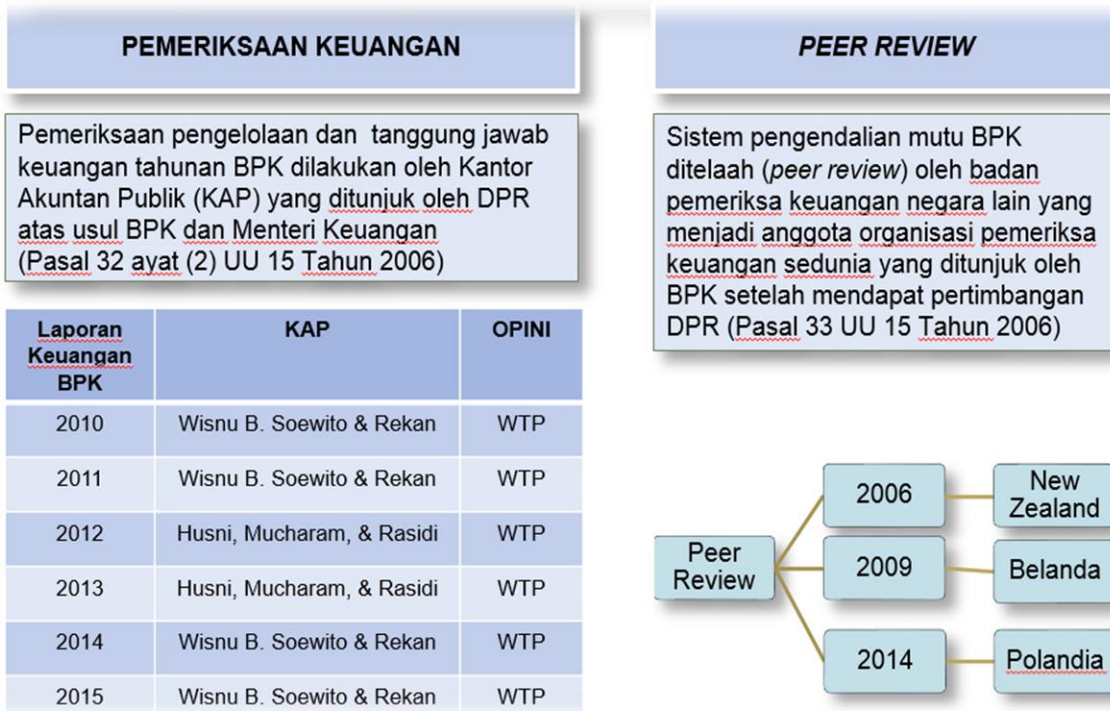 PEMERIKSAAN KEUANGAN
Pemeriksaan pengelolaan dan tanggung jawab
keuangan tahunan BPK dilakukan oleh Kantor
Akuntan Publik (KAP) yang ditunjuk oleh DPR
atas usul BPK dan Menteri Keuangan
(Pasal 32 ayat (2) UU 15 Tahun 2006)
Laporan Keuangan BPK KAP OPINI
2010 Wisnu B. Soewito & Rekan WTP
2011 Wisnu B. Soewito & Rekan WTP
2012 Husni, Mucharam, & Rasidi WTP
2013 Husni, Mucharam, & Rasidi WTP
2014 Wisnu B. Soewito & Rekan WTP
2015 Wisnu B. Soewito & Rekan WTP
PEER REVIEW
Sistem pengendalian mutu BPK
ditelaah (peer review) oleh badan
pemeriksa keuangan negara lain yang
menjadi anggota organisasi pemeriksa
keuangan sedunia yang ditunjuk oleh
BPK setelah mendapat pertimbangan
DPR (Pasal 33 UU 15 Tahun 2006)
Peer
Review
2006 New Zealand
2009 Belanda
2014 Polandia